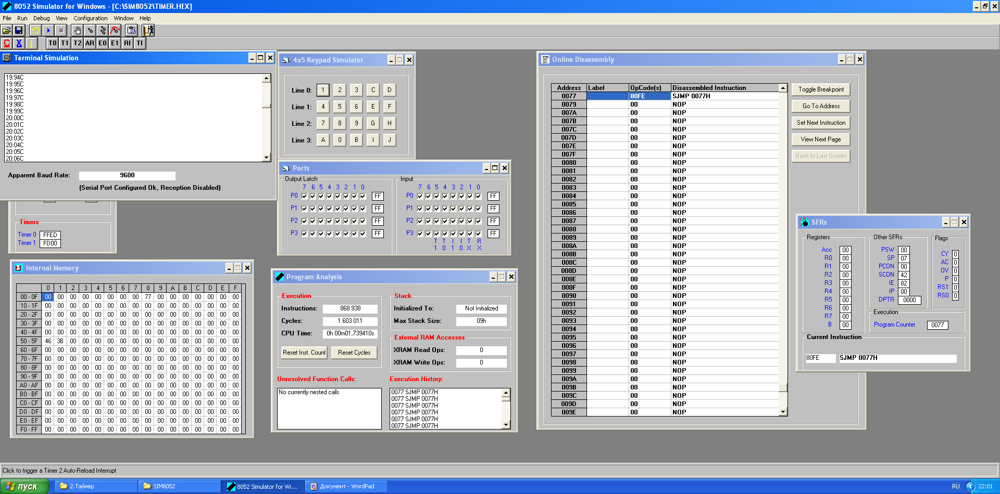 8052 Simulator for Windows - [C:\SIM8052\TIMER.HEX]
File Run Debug View Configuration Window Help
T0 T1 T2 AR E0 E1 RI TI
Terminal Simulation
19:94C
19:95C
19:96C
19:97C
19:98C
19:99C
20:00C
20:01C
20:02C
20:03C
20:04C
20:05C
20:06C
Apparent Baud Rate: 9600
(Serial Port Configured Ok, Reception Disabled)
Timers
Timer 0 FFED
Timer 1 FD00
4x5 Keypad Simulator
Line 0: 1 2 3 C D
Line 1: 4 5 6 E F
Line 2: 7 8 9 G H
Line 3: A 0 B I J
Ports
Output Latch
7 6 5 4 3 2 1 0
P0 FF
P1 FF
P2 FF
P3 FF
Input
7 6 5 4 3 2 1 0
P0 FF
P1 FF
P2 FF
P3 FF
T T I I T R
1 0 1 0 X X
Internal Memory
0 1 2 3 4 5 6 7 8 9 A B C D E F
00 - 0F 00 00 00 00 00 00 00 00 77 00 00 00 00 00 00 00
10 - 1F 00 00 00 00 00 00 00 00 00 00 00 00 00 00 00 00
20 - 2F 00 00 00 00 00 00 00 00 00 00 00 00 00 00 00 00
30 - 3F 00 00 00 00 00 00 00 00 00 00 00 00 00 00 00 00
40 - 4F 00 00 00 00 00 00 00 00 00 00 00 00 00 00 00 00
50 - 5F 46 3B 00 00 00 00 00 00 00 00 00 00 00 00 00 00
60 - 6F 00 00 00 00 00 00 00 00 00 00 00 00 00 00 00 00
70 - 7F 00 00 00 00 00 00 00 00 00 00 00 00 00 00 00 00
80 - 8F 00 00 00 00 00 00 00 00 00 00 00 00 00 00 00 00
90 - 9F 00 00 00 00 00 00 00 00 00 00 00 00 00 00 00 00
A0 - AF 00 00 00 00 00 00 00 00 00 00 00 00 00 00 00 00
B0 - BF 00 00 00 00 00 00 00 00 00 00 00 00 00 00 00 00
C0 - CF 00 00 00 00 00 00 00 00 00 00 00 00 00 00 00 00
D0 - DF 00 00 00 00 00 00 00 00 00 00 00 00 00 00 00 00
E0 - EF 00 00 00 00 00 00 00 00 00 00 00 00 00 00 00 00
F0 - FF 00 00 00 00 00 00 00 00 00 00 00 00 00 00 00 00
Program Analysis
Execution
Instructions: 868 938
Cycles: 1 603 011
CPU Time: 0h 00m01,739410s
Reset Inst. Count Reset Cycles
Stack
Initialized To: Not Initialized
Max Stack Size: 09h
External RAM Accesses
XRAM Read Ops: 0
XRAM Write Ops: 0
Unresolved Function Calls:
No currently nested calls
Execution History:
0077 SJMP 0077H
0077 SJMP 0077H
0077 SJMP 0077H
0077 SJMP 0077H
0077 SJMP 0077H
0077 SJMP 0077H
Online Disassembly
Address Label OpCode(s) Disassembled Instruction
0077 80FE SJMP 0077H
0079 00 NOP
007A 00 NOP
007B 00 NOP
007C 00 NOP
007D 00 NOP
007E 00 NOP
007F 00 NOP
0080 00 NOP
0081 00 NOP
0082 00 NOP
0083 00 NOP
0084 00 NOP
0085 00 NOP
0086 00 NOP
0087 00 NOP
0088 00 NOP
0089 00 NOP
008A 00 NOP
008B 00 NOP
008C 00 NOP
008D 00 NOP
008E 00 NOP
008F 00 NOP
0090 00 NOP
0091 00 NOP
0092 00 NOP
0093 00 NOP
0094 00 NOP
0095 00 NOP
0096 00 NOP
0097 00 NOP
0098 00 NOP
0099 00 NOP
009A 00 NOP
009B 00 NOP
009C 00 NOP
009D 00 NOP
009E 00 NOP
Toggle Breakpoint
Go To Address
Set Next Instruction
View Next Page
Back to Last Screen
SFRs
Registers
Acc 00
R0 00
R1 00
R2 00
R3 00
R4 00
R5 00
R6 00
R7 00
B 00
Other SFRs
PSW 00
SP 07
PCON 00
SCON 42
IE 82
IP 00
DPTR 0000
Flags
CY 0
AC 0
OV 0
P 0
RS1 0
RS0 0
Execution
Program Counter 0077
Current Instruction
80FE SJMP 0077H
Click to trigger a Timer 2 Auto-Reload Interrupt
пуск 2.Таймер SIM8052 8052 Simulator for Wi... Документ - WordPad RU 22:01